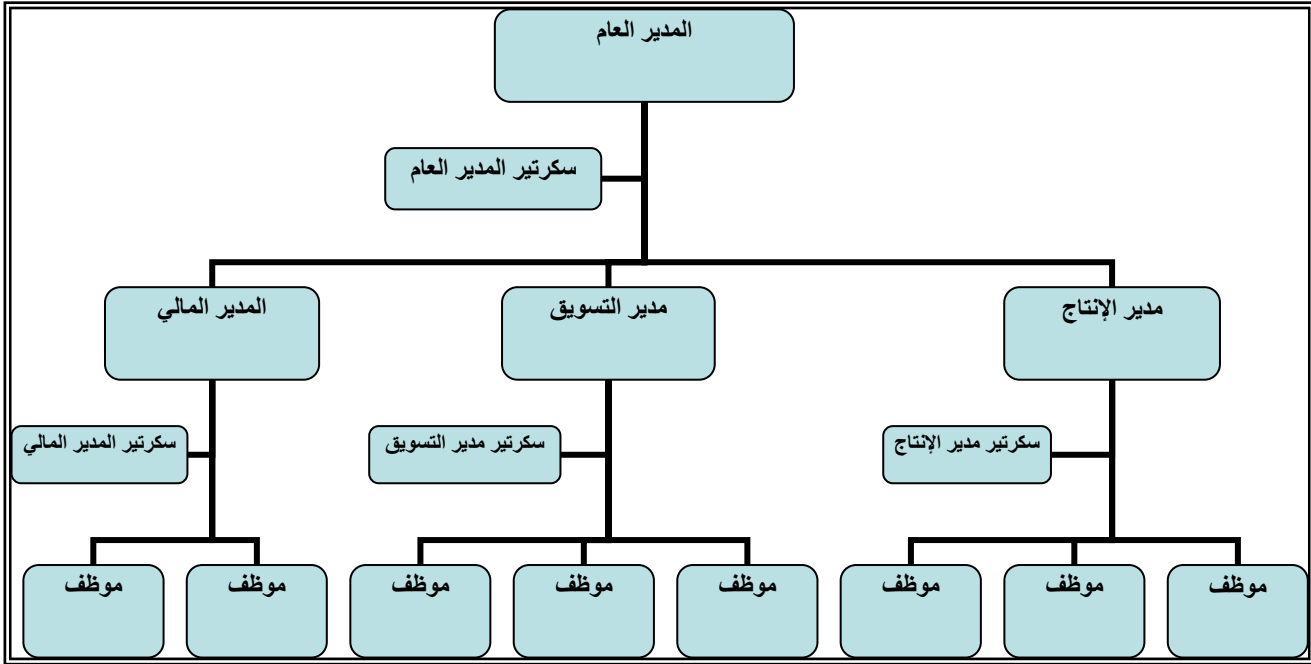 المدير العام
سكرتير المدير العام
مدير الإنتاج
مدير التسويق
المدير المالي
سكرتير مدير الإنتاج
سكرتير مدير التسويق
سكرتير المدير المالي
موظف
موظف
موظف
موظف
موظف
موظف
موظف
موظف